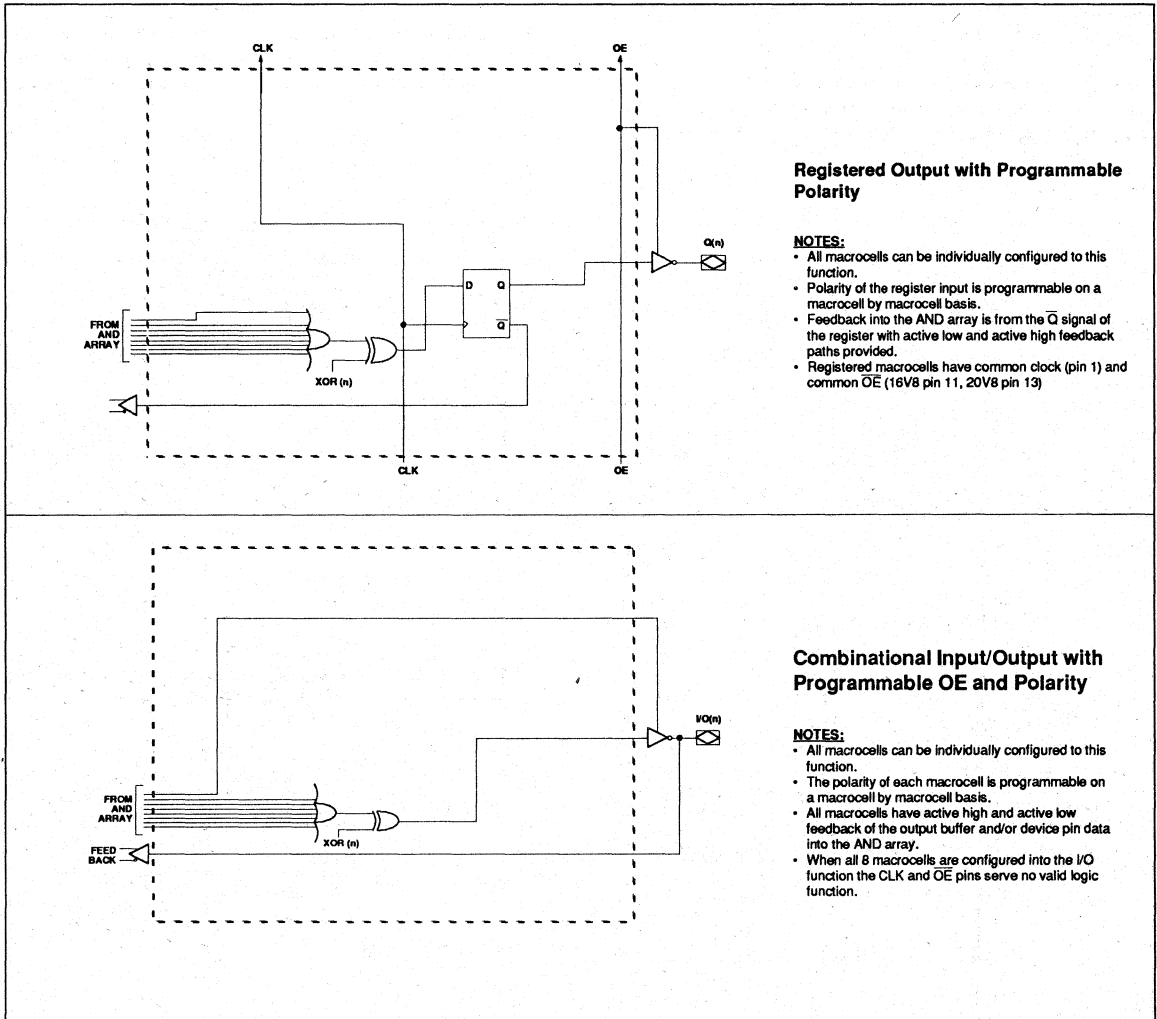 CLK
OE
D Q
Q̅
Q(n)
FROM
AND
ARRAY
XOR (n)
CLK
OE
Registered Output with Programmable
Polarity
NOTES:
• All macrocells can be individually configured to this
function.
• Polarity of the register input is programmable on a
macrocell by macrocell basis.
• Feedback into the AND array is from the Q̅ signal of
the register with active low and active high feedback
paths provided.
• Registered macrocells have common clock (pin 1) and
common O̅E̅ (16V8 pin 11, 20V8 pin 13)
I/O(n)
FROM
AND
ARRAY
XOR (n)
FEED
BACK
Combinational Input/Output with
Programmable OE and Polarity
NOTES:
• All macrocells can be individually configured to this
function.
• The polarity of each macrocell is programmable on
a macrocell by macrocell basis.
• All macrocells have active high and active low
feedback of the output buffer and/or device pin data
into the AND array.
• When all 8 macrocells are configured into the I/O
function the CLK and O̅E̅ pins serve no valid logic
function.